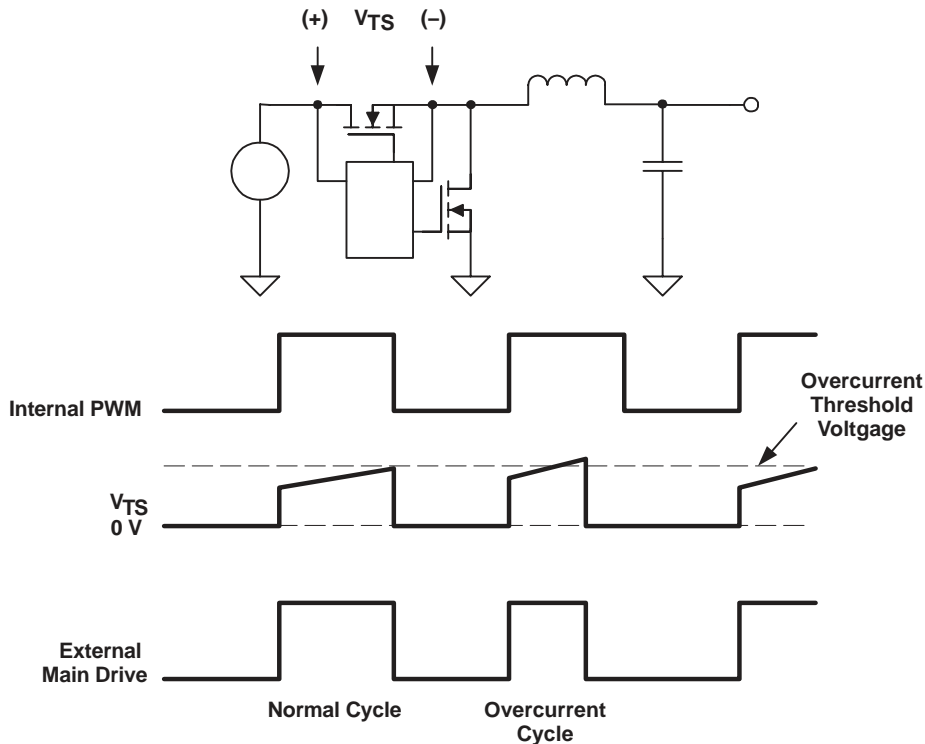 (+) VTS (–)
Internal PWM
Overcurrent
Threshold
Voltgage
VTS
0 V
External
Main Drive
Normal Cycle
Overcurrent
Cycle